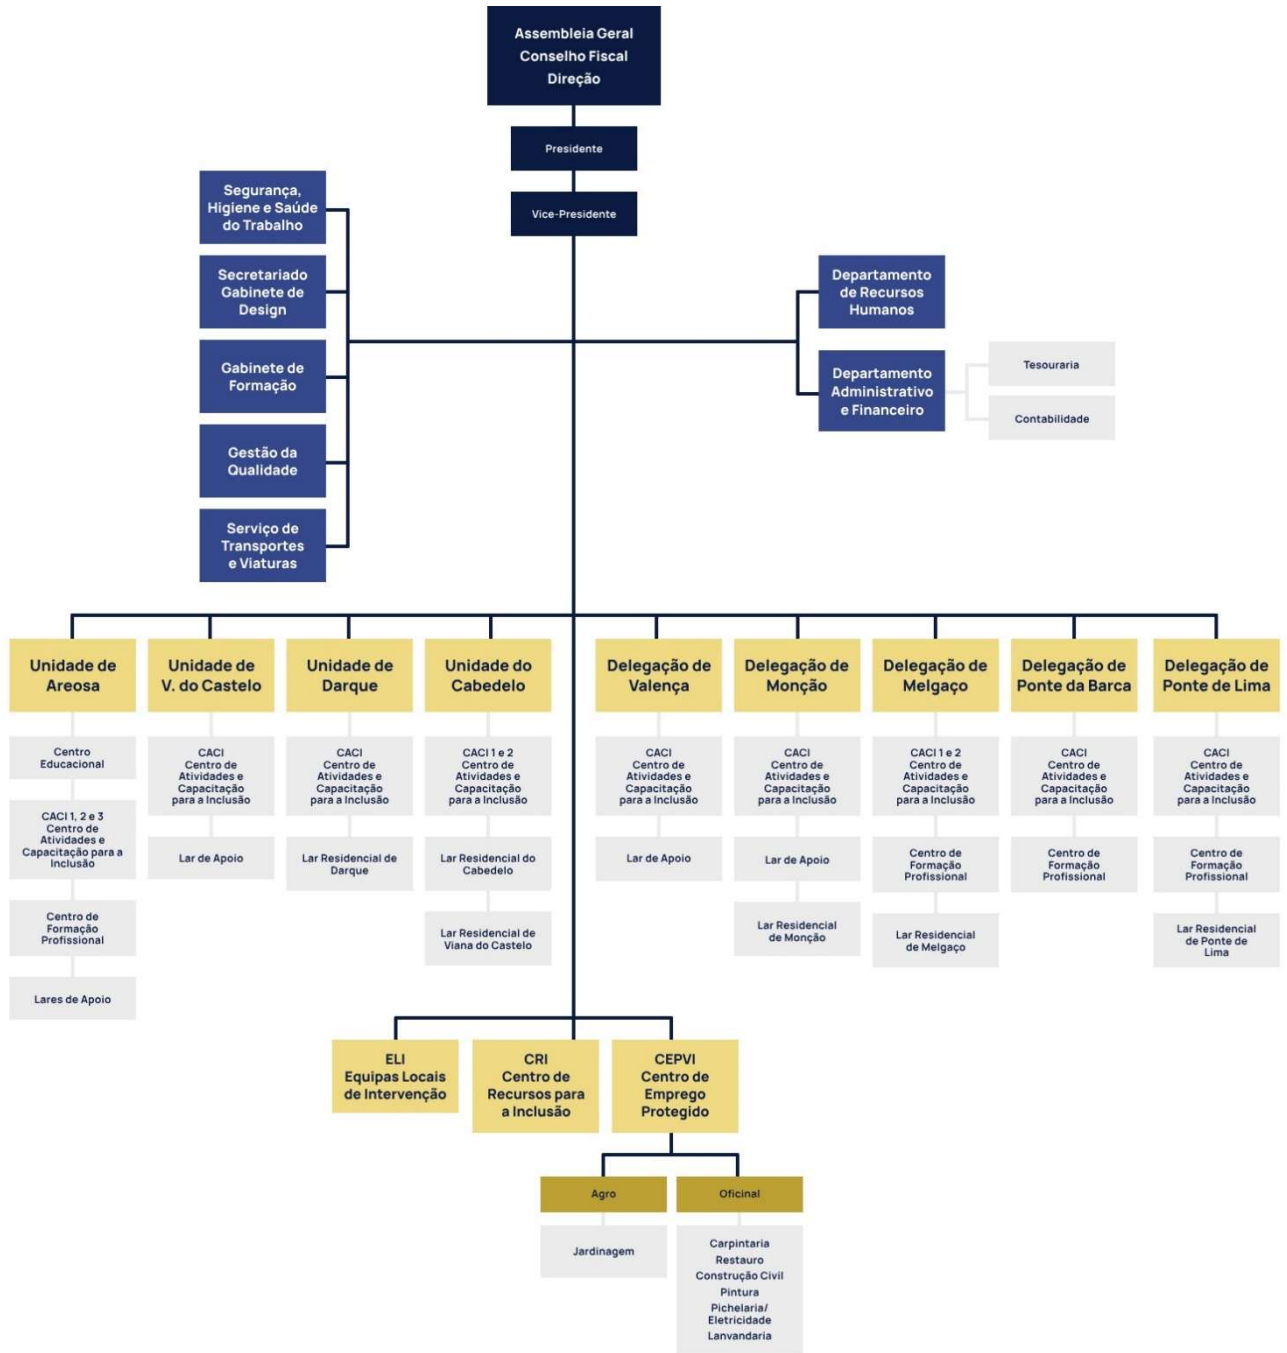 Assembleia Geral
Conselho Fiscal
Direção
Presidente
Vice-Presidente
Segurança,
Higiene e Saúde
do Trabalho
Secretariado
Gabinete de
Design
Gabinete de
Formação
Gestão da
Qualidade
Serviço de
Transportes
e Viaturas
Departamento
de Recursos
Humanos
Departamento
Administrativo
e Financeiro
Tesouraria
Contabilidade
Unidade de
Areosa
Centro
Educacional
CACI 1, 2 e 3
Centro de
Atividades e
Capacitação para a
Inclusão
Centro de
Formação
Profissional
Lares de Apoio
Unidade de
V. do Castelo
CACI
Centro de
Atividades e
Capacitação
para a Inclusão
Lar de Apoio
Unidade de
Darque
CACI
Centro de
Atividades e
Capacitação
para a Inclusão
Lar Residencial de
Darque
Unidade do
Cabedelo
CACI 1 e 2
Centro de
Atividades e
Capacitação
para a Inclusão
Lar Residencial do
Cabedelo
Lar Residencial de
Viana do Castelo
Delegação de
Valença
CACI
Centro de
Atividades e
Capacitação
para a Inclusão
Lar de Apoio
Delegação de
Monção
CACI
Centro de
Atividades e
Capacitação
para a Inclusão
Lar de Apoio
Lar Residencial
de Monção
Delegação de
Melgaço
CACI 1 e 2
Centro de
Atividades e
Capacitação
para a Inclusão
Centro de
Formação
Profissional
Lar Residencial
de Melgaço
Delegação de
Ponte da Barca
CACI
Centro de
Atividades e
Capacitação
para a Inclusão
Centro de
Formação
Profissional
Delegação de
Ponte de Lima
CACI
Centro de
Atividades e
Capacitação
para a Inclusão
Centro de
Formação
Profissional
Lar Residencial
de Ponte de
Lima
ELI
Equipas Locais
de Intervenção
CRI
Centro de
Recursos para
a Inclusão
CEPVI
Centro de
Emprego
Protegido
Agro
Jardinagem
Oficinal
Carpintaria
Restauro
Construção Civil
Pintura
Pichelaria/
Eletricidade
Lanvandaria